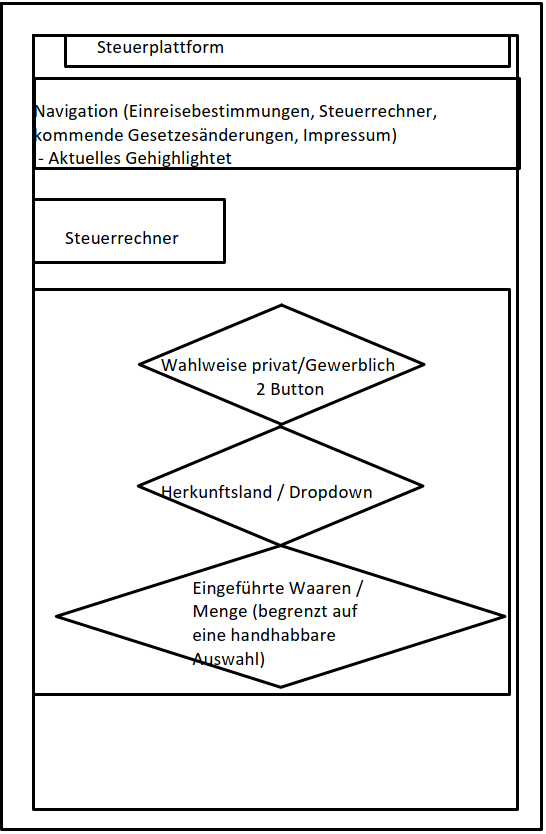 Steuerplattform
Navigation (Einreisebestimmungen, Steuerrechner,
kommende Gesetzesänderungen, Impressum)
- Aktuelles Gehighlightet
Steuerrechner
Wahlweise privat/Gewerblich
2 Button
Herkunftsland / Dropdown
Eingeführte Waaren /
Menge (begrenzt auf
eine handhabbare
Auswahl)